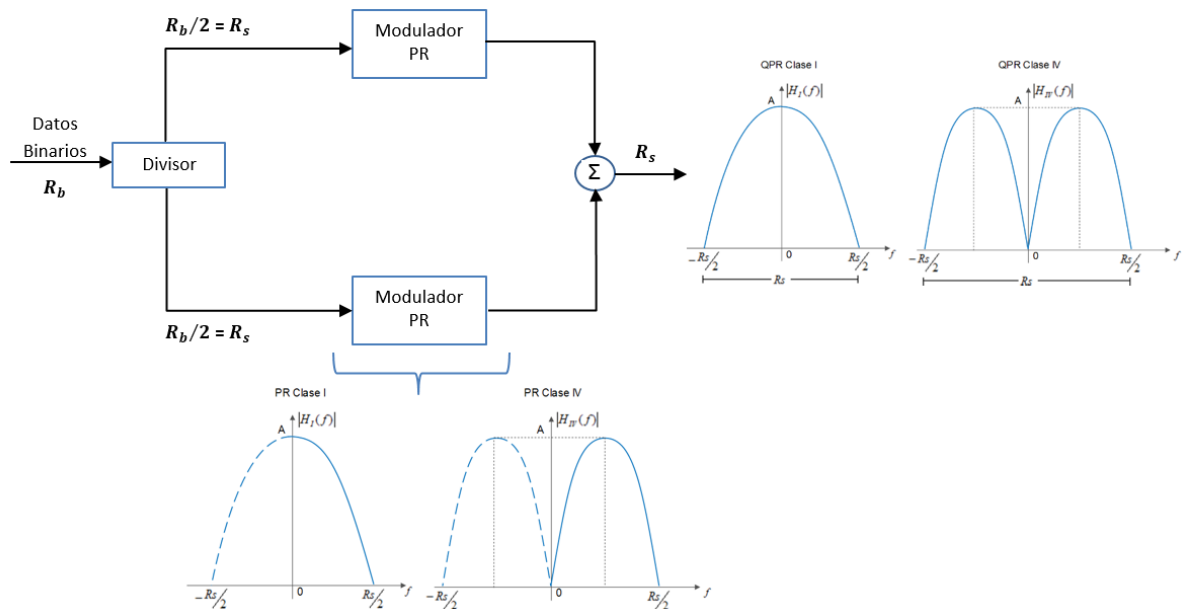 R_b/2 = R_s
Modulador
PR
Datos
Binarios
R_b
Divisor
Σ
R_s
R_b/2 = R_s
Modulador
PR
QPR Clase I
|H_I(f)|
A
0
f
−Rs/2
Rs/2
Rs
QPR Clase IV
|H_IV(f)|
A
0
f
−Rs/2
Rs/2
Rs
PR Clase I
|H_I(f)|
A
0
f
−Rs/2
Rs/2
PR Clase IV
|H_IV(f)|
A
0
f
−Rs/2
Rs/2